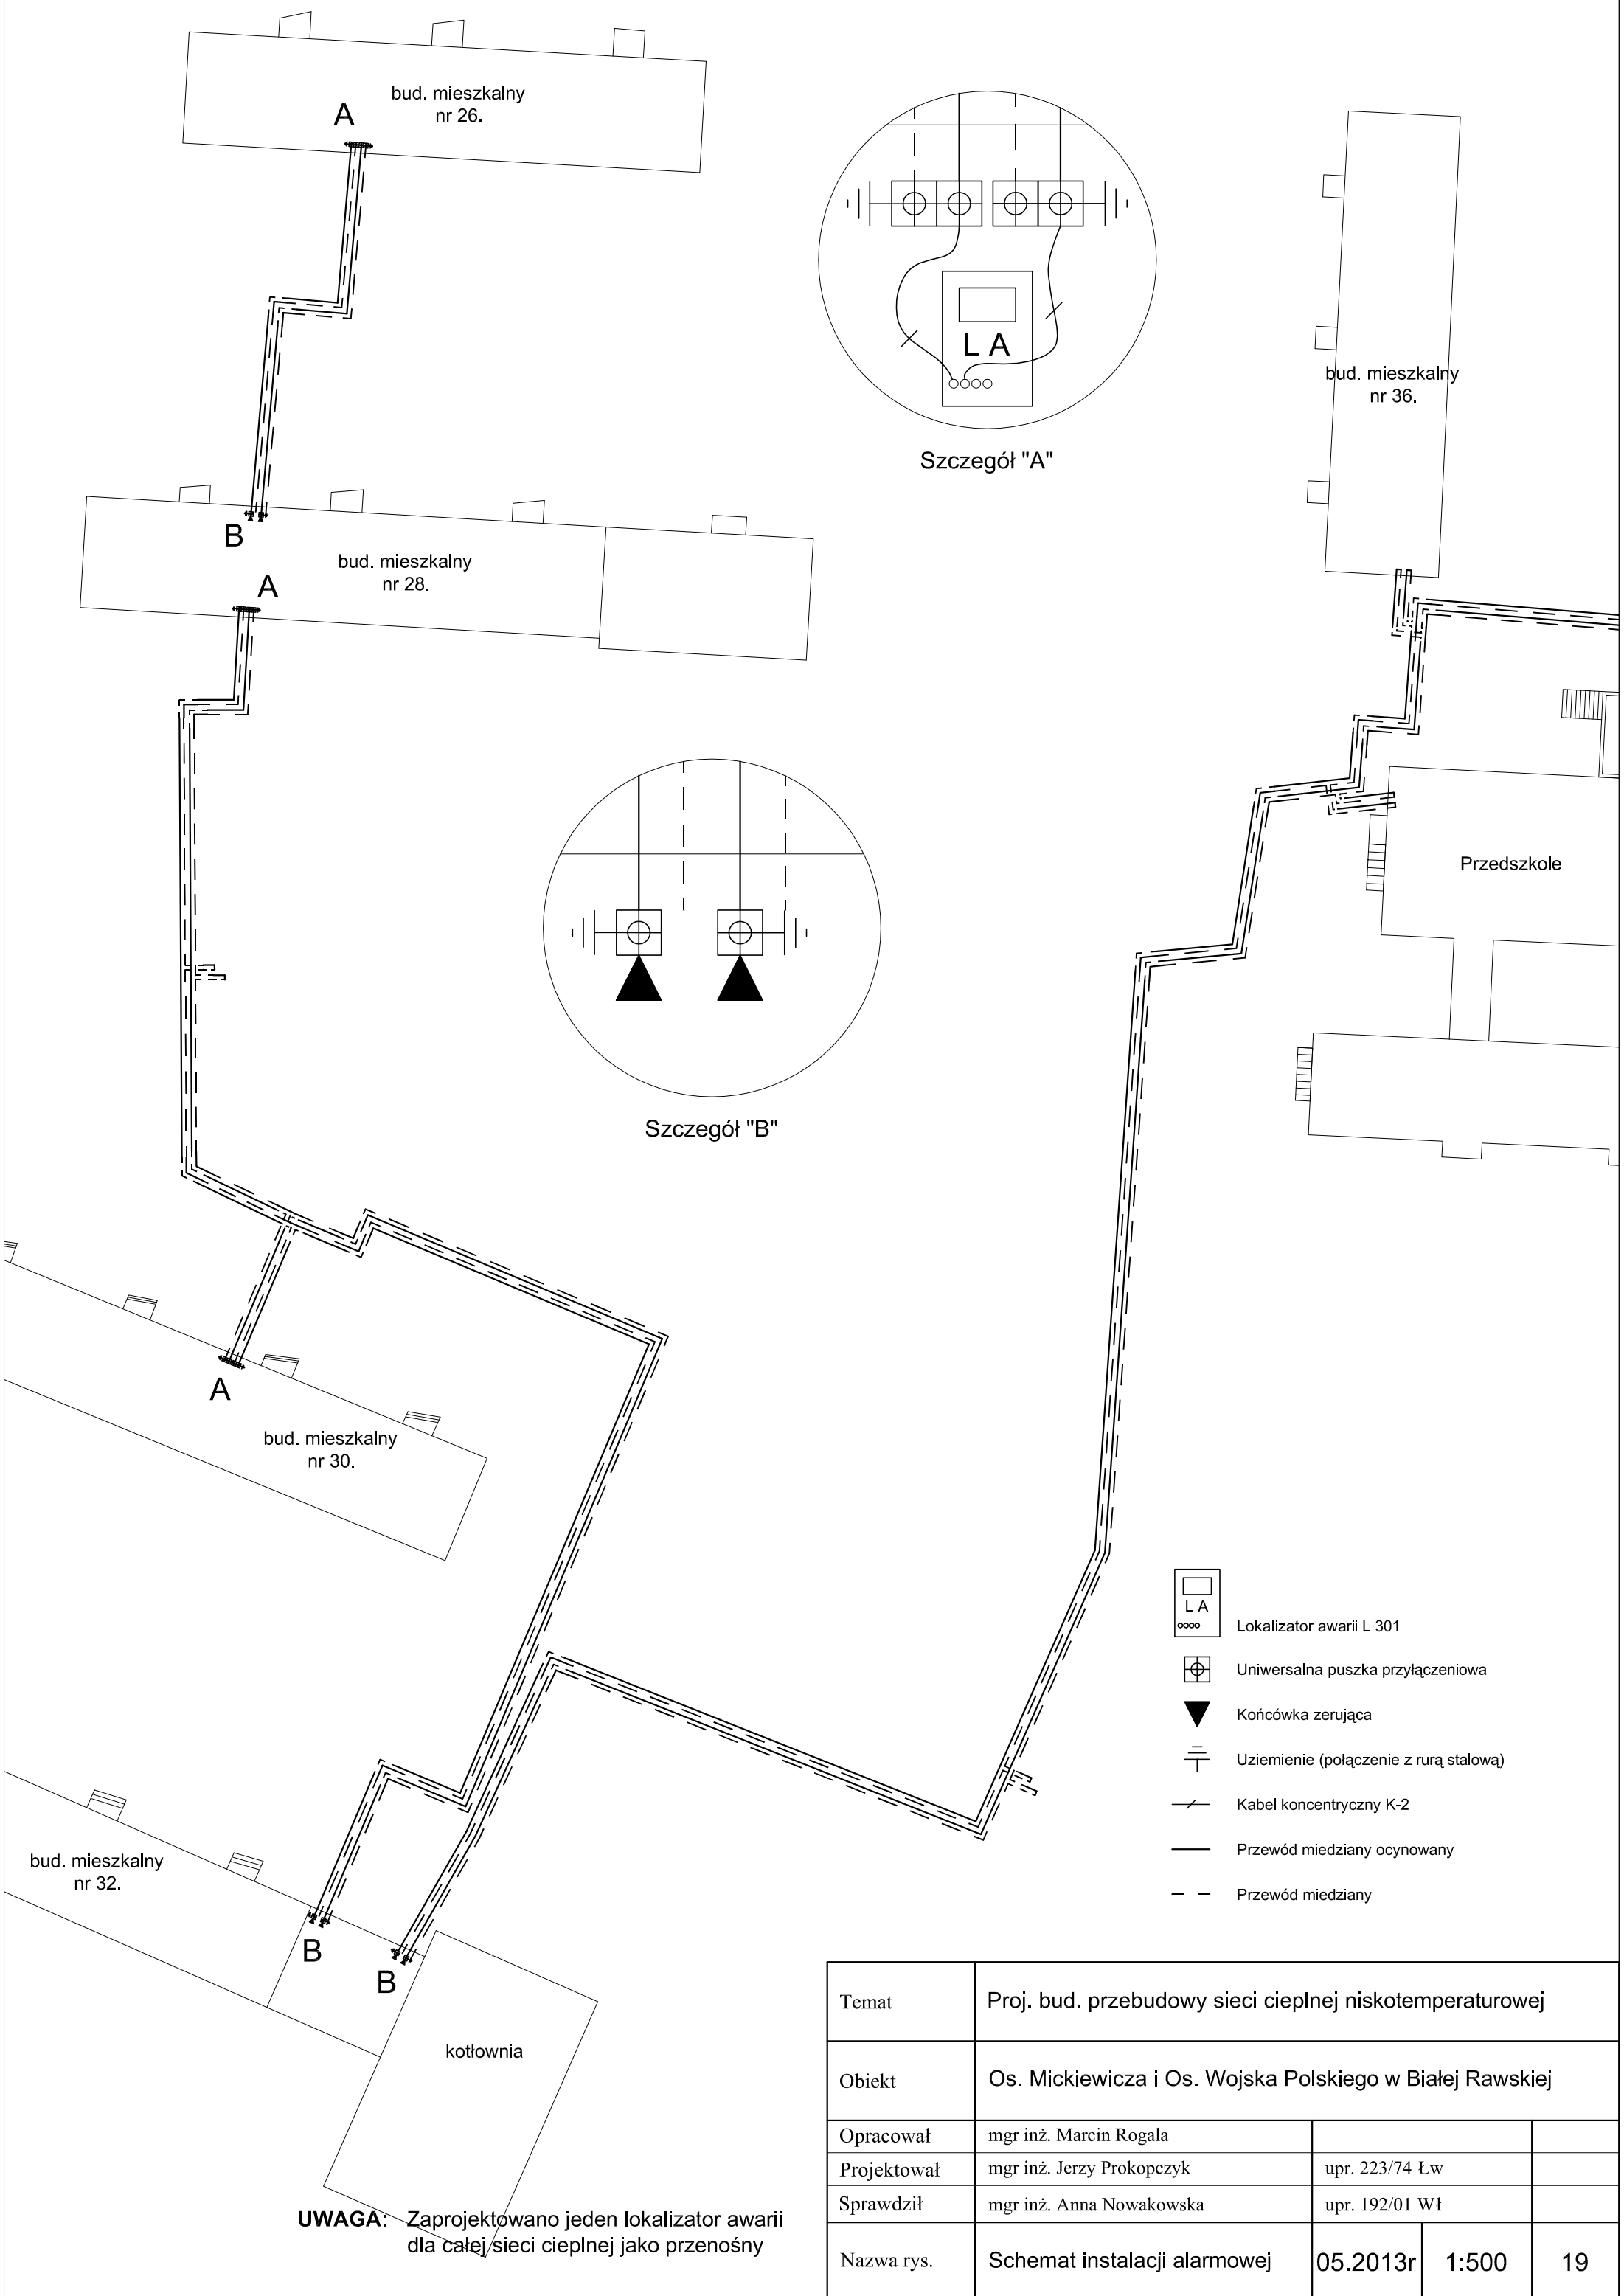 bud. mieszkalny
nr 26.
A
B
bud. mieszkalny
nr 28.
A
L A
Szczegół "A"
bud. mieszkalny
nr 36.
Przedszkole
Szczegół "B"
A
bud. mieszkalny
nr 30.
bud. mieszkalny
nr 32.
B
B
kotłownia
L A
Lokalizator awarii L 301
Uniwersalna puszka przyłączeniowa
Końcówka zerująca
Uziemienie (połączenie z rurą stalową)
Kabel koncentryczny K-2
Przewód miedziany ocynowany
Przewód miedziany
UWAGA: Zaprojektowano jeden lokalizator awarii
dla całej sieci cieplnej jako przenośny
Temat Proj. bud. przebudowy sieci cieplnej niskotemperaturowej
Obiekt Os. Mickiewicza i Os. Wojska Polskiego w Białej Rawskiej
Opracował mgr inż. Marcin Rogala
Projektował mgr inż. Jerzy Prokopczyk upr. 223/74 Łw
Sprawdził mgr inż. Anna Nowakowska upr. 192/01 Wł
Nazwa rys. Schemat instalacji alarmowej 05.2013r 1:500 19